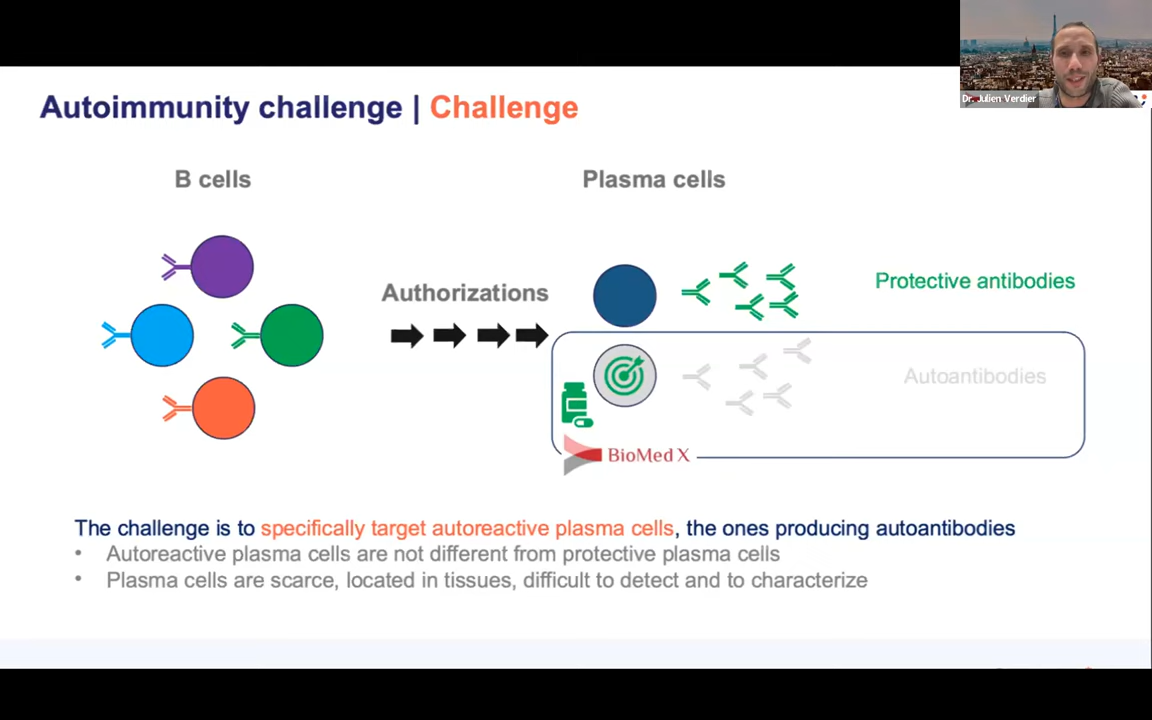 Dr. Julien Verdier
Autoimmunity challenge | Challenge
B cells
Plasma cells
Authorizations
Protective antibodies
Autoantibodies
BioMed X
The challenge is to specifically target autoreactive plasma cells, the ones producing autoantibodies
• Autoreactive plasma cells are not different from protective plasma cells
• Plasma cells are scarce, located in tissues, difficult to detect and to characterize